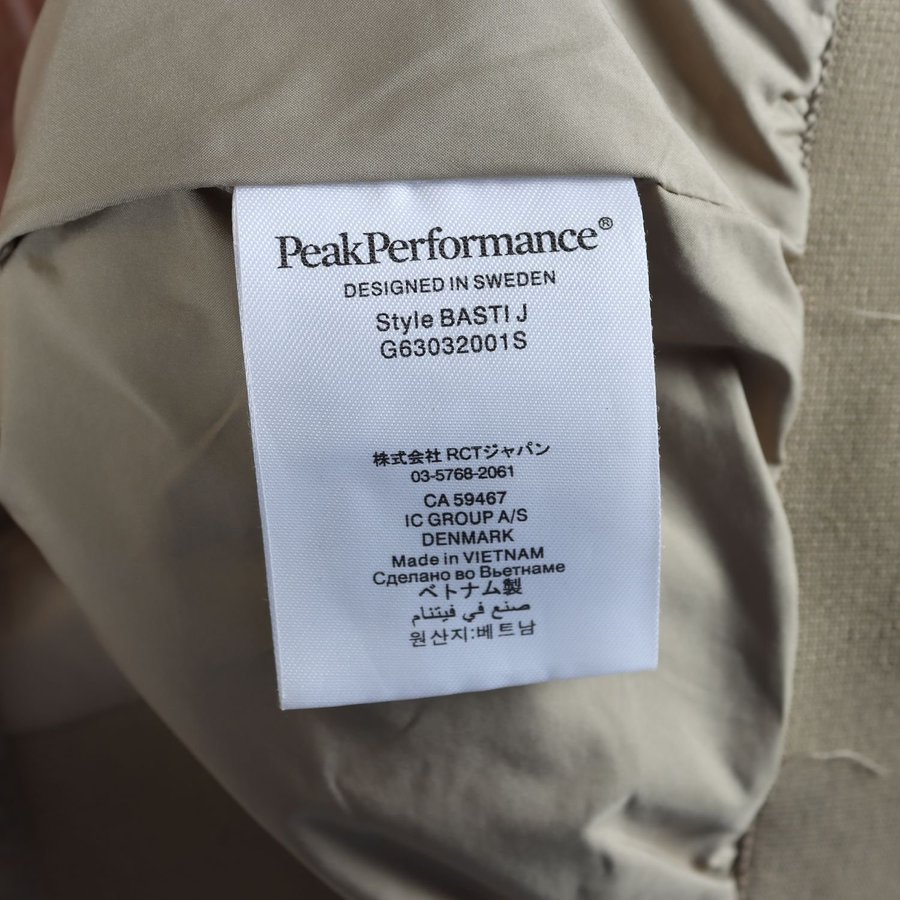 PeakPerformance®
DESIGNED IN SWEDEN
Style BASTI J
G63032001S
株式会社 RCTジャパン
03-5768-2061
CA 59467
IC GROUP A/S
DENMARK
Made in VIETNAM
Сделано во Вьетнаме
ベトナム製
صنع في فيتنام
원산지:베트남